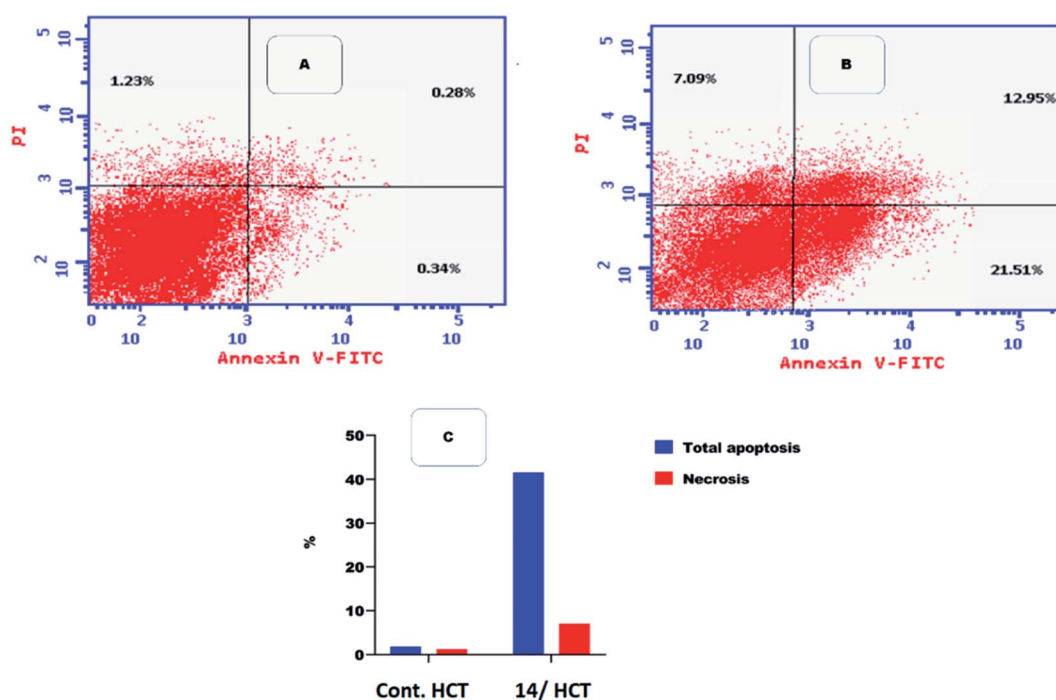 A
1.23%
0.28%
0.34%
PI
5 10
4 10
3 10
2 10
0 2 3 4 5
10 10 10 10
Annexin V-FITC
B
7.09%
12.95%
21.51%
PI
5 10
4 10
3 10
2 10
0 2 3 4 5
10 10 10 10
Annexin V-FITC
C
50
40
30
20
10
0
%
Cont. HCT 14/ HCT
Total apoptosis
Necrosis